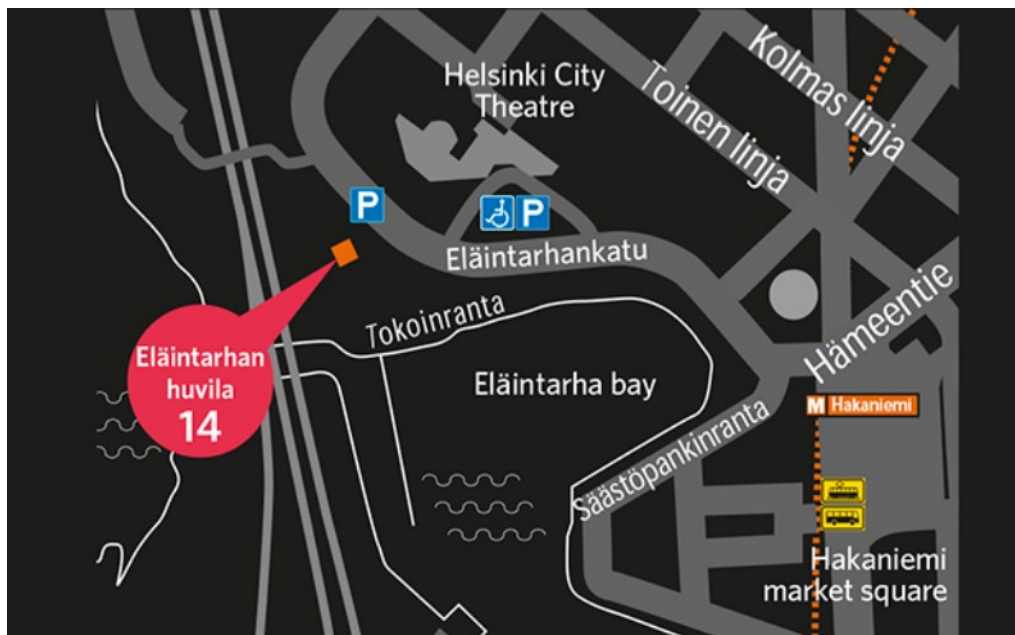 Helsinki City
Theatre
Kolmas linja
Toinen linja
P
P
Eläintarhankatu
Tokoinranta
Hämeentie
Eläintarhan
huvila
14
Eläintarha bay
M Hakaniemi
Säästöpankinranta
Hakaniemi
market square